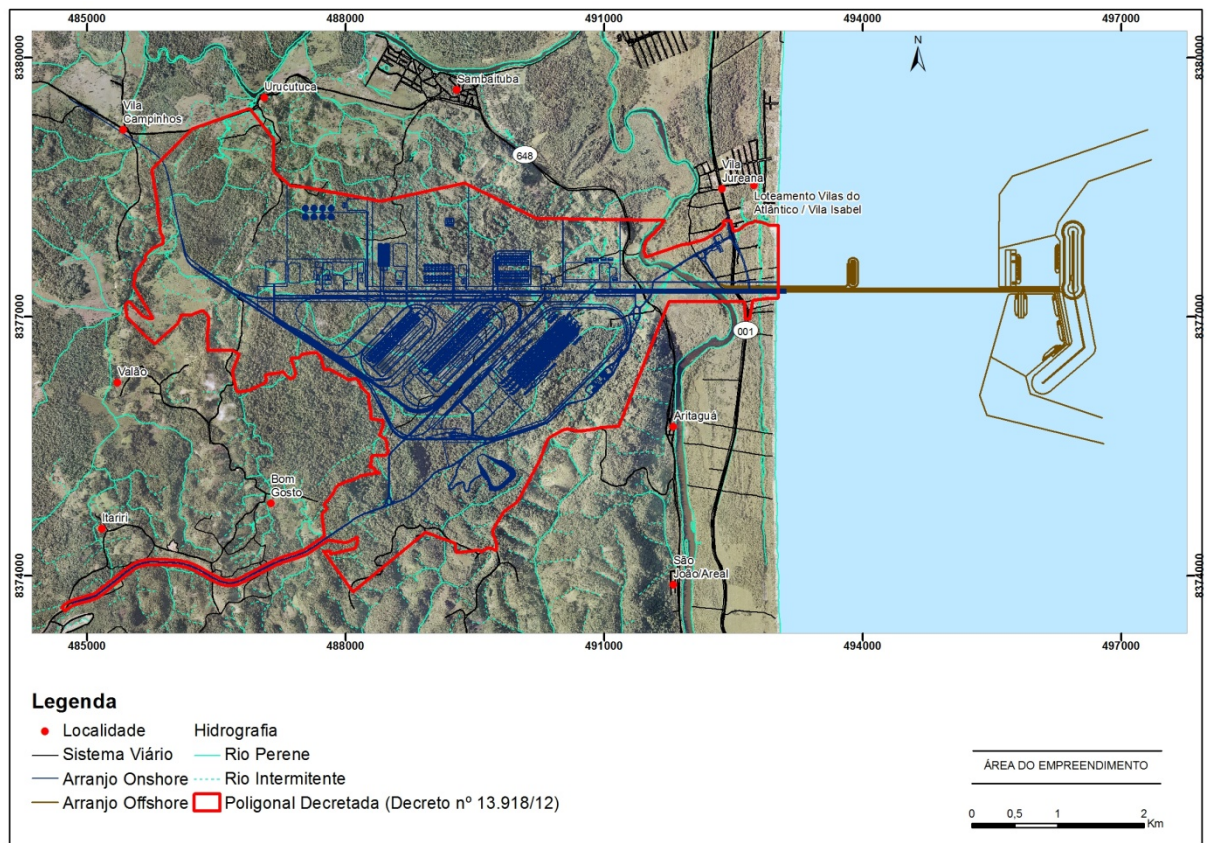 485000 488000 491000 494000 497000
8380000 8380000
N
Urucutuca
Sambaituba
Vila
Campinhos
648
Vila
Jureana
Loteamento Vilas do
Atlântico / Vila Isabel
8377000 8377000
001
Valão
Aritaguá
Bom
Gosto
Itariri
São
João/Areal
8374000 8374000
485000 488000 491000 494000 497000
Legenda
Localidade Hidrografia
Sistema Viário Rio Perene
Arranjo Onshore Rio Intermitente
Arranjo Offshore Poligonal Decretada (Decreto nº 13.918/12)
ÁREA DO EMPREENDIMENTO
0 0,5 1 2
Km